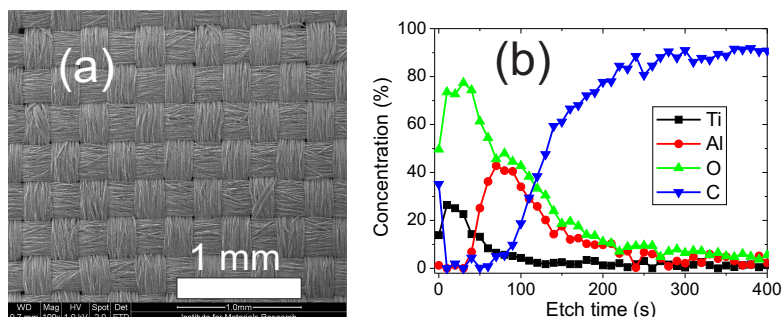 (a)
1 mm
WD Mag HV Spot Det
1.0mm
Institute for Materials Research
(b)
Concentration (%)
100
80
60
40
20
0
Ti
Al
O
C
0 100 200 300 400
Etch time (s)